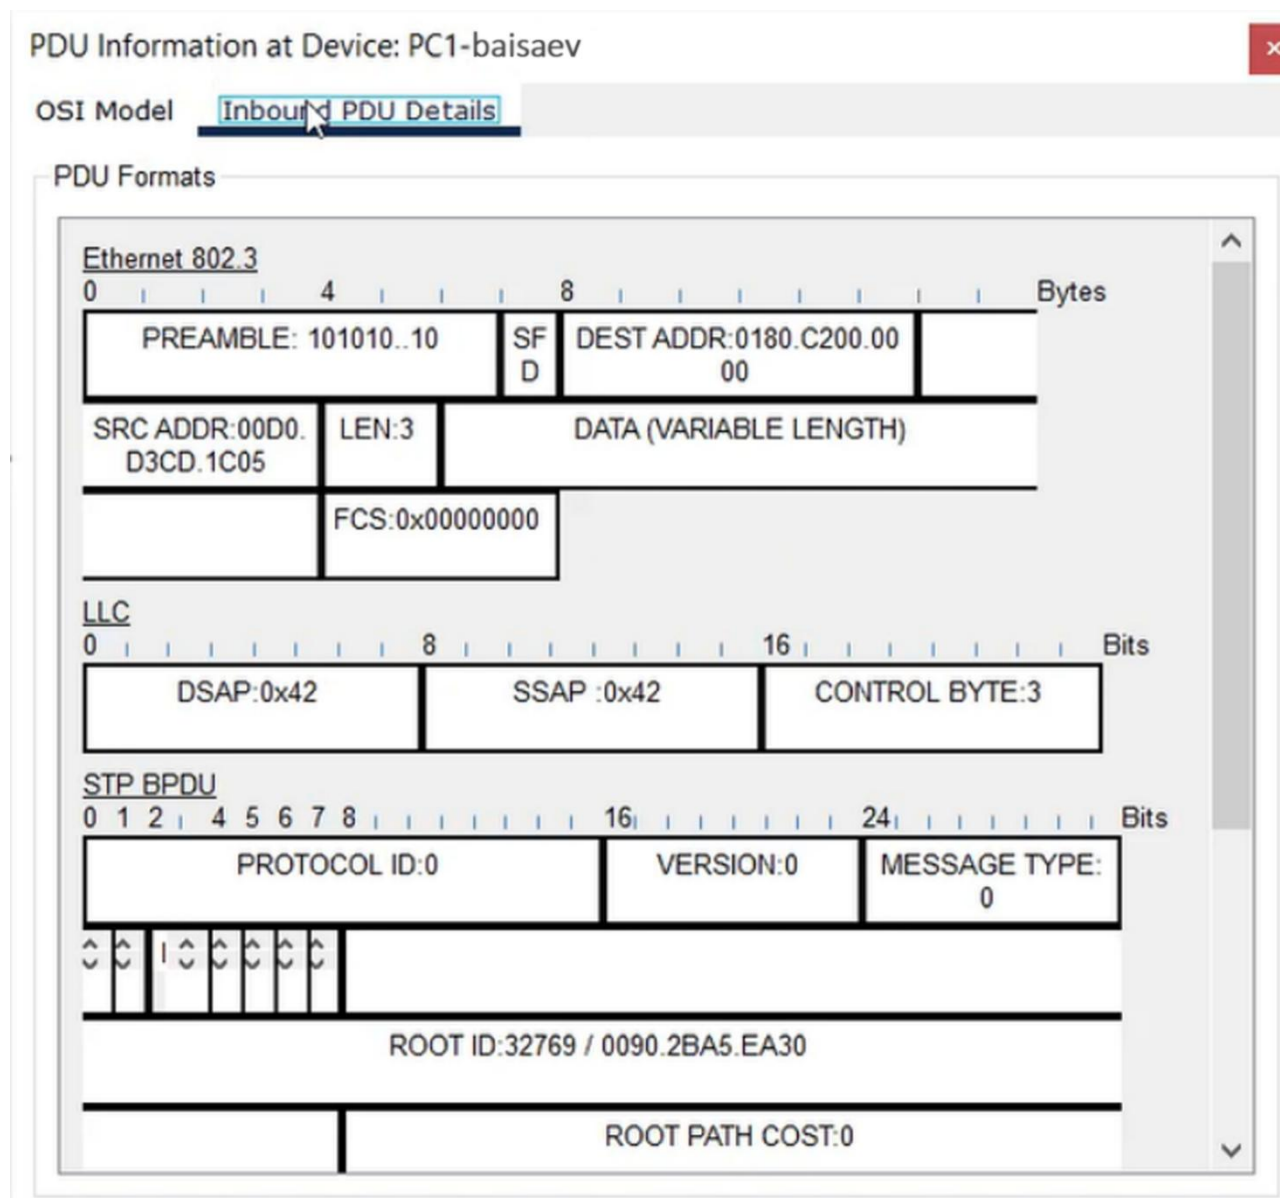 PDU Information at Device: PC1-baisaev
OSI Model Inbound PDU Details
PDU Formats
Ethernet 802.3
0 4 8 Bytes
PREAMBLE: 101010..10 SF DEST ADDR:0180.C200.00
D 00
SRC ADDR:00D0. LEN:3 DATA (VARIABLE LENGTH)
D3CD.1C05
FCS:0x00000000
LLC
0 8 16 Bits
DSAP:0x42 SSAP :0x42 CONTROL BYTE:3
STP BPDU
0 1 2 4 5 6 7 8 16 24 Bits
PROTOCOL ID:0 VERSION:0 MESSAGE TYPE:
0
ROOT ID:32769 / 0090.2BA5.EA30
ROOT PATH COST:0